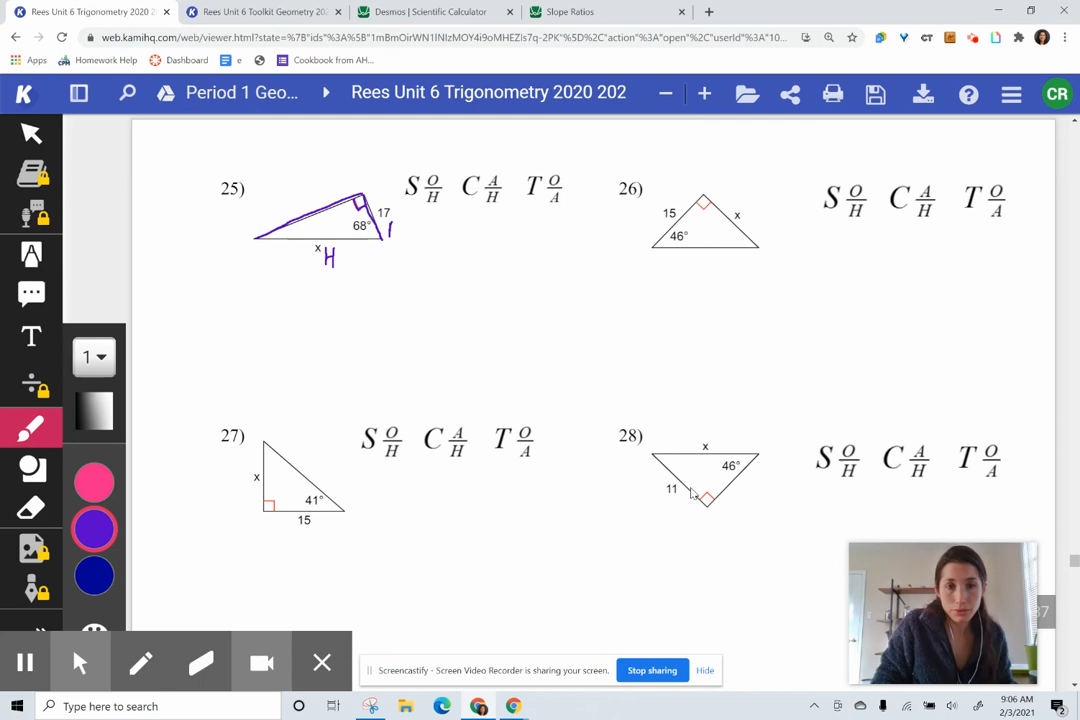 Rees Unit 6 Trigonometry 2020 2
Rees Unit 6 Toolkit Geometry 20
Desmos | Scientific Calculator
Slope Ratios
web.kamihq.com/web/viewer.html?state=%7B"ids"%3A%5B"1mBmOirWN1lNIzMOY4i9oMHEZIs7q-2PK"%5D%2C"action"%3A"open"%2C"userId"%3A"10...
Apps
Homework Help
Dashboard
e
Cookbook from AH...
Period 1 Geo...
Rees Unit 6 Trigonometry 2020 202
CR
25)
17
68°
x
H
S O/H C A/H T O/A
26)
15
x
46°
S O/H C A/H T O/A
1
27)
x
41°
15
S O/H C A/H T O/A
28)
x
46°
11
S O/H C A/H T O/A
37
Screencastify - Screen Video Recorder is sharing your screen.
Stop sharing
Hide
Type here to search
9:06 AM
2/3/2021
2